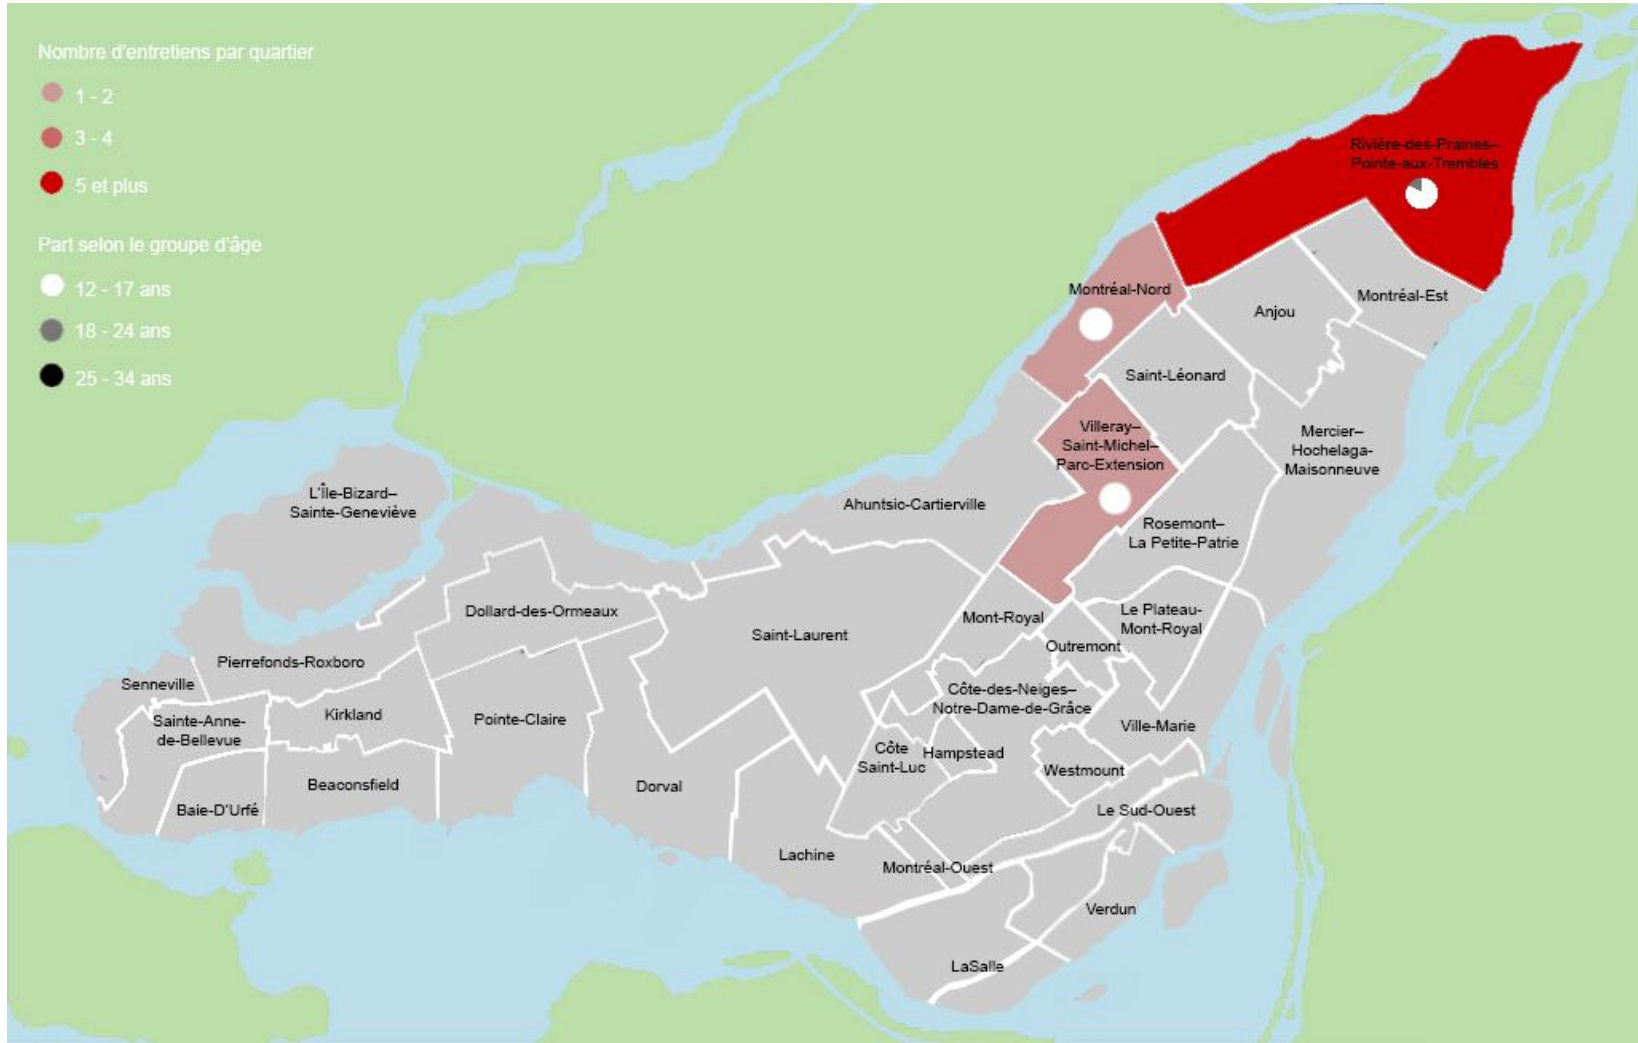 Nombre d'entretiens par quartier
1 - 2
3 - 4
5 et plus
Part selon le groupe d'âge
12 - 17 ans
18 - 24 ans
25 - 34 ans
Rivière-des-Prairies–
Pointe-aux-Trembles
Montréal-Nord
Anjou
Montréal-Est
Saint-Léonard
Villeray–
Saint-Michel–
Parc-Extension
Mercier–
Hochelaga-
Maisonneuve
L'Île-Bizard–
Sainte-Geneviève
Ahuntsic-Cartierville
Rosemont–
La Petite-Patrie
Dollard-des-Ormeaux
Saint-Laurent
Mont-Royal
Le Plateau-
Mont-Royal
Outremont
Pierrefonds-Roxboro
Senneville
Côte-des-Neiges–
Notre-Dame-de-Grâce
Sainte-Anne-
de-Bellevue
Kirkland
Pointe-Claire
Ville-Marie
Côte
Saint-Luc
Hampstead
Westmount
Beaconsfield
Dorval
Baie-D'Urfé
Le Sud-Ouest
Lachine
Montréal-Ouest
Verdun
LaSalle